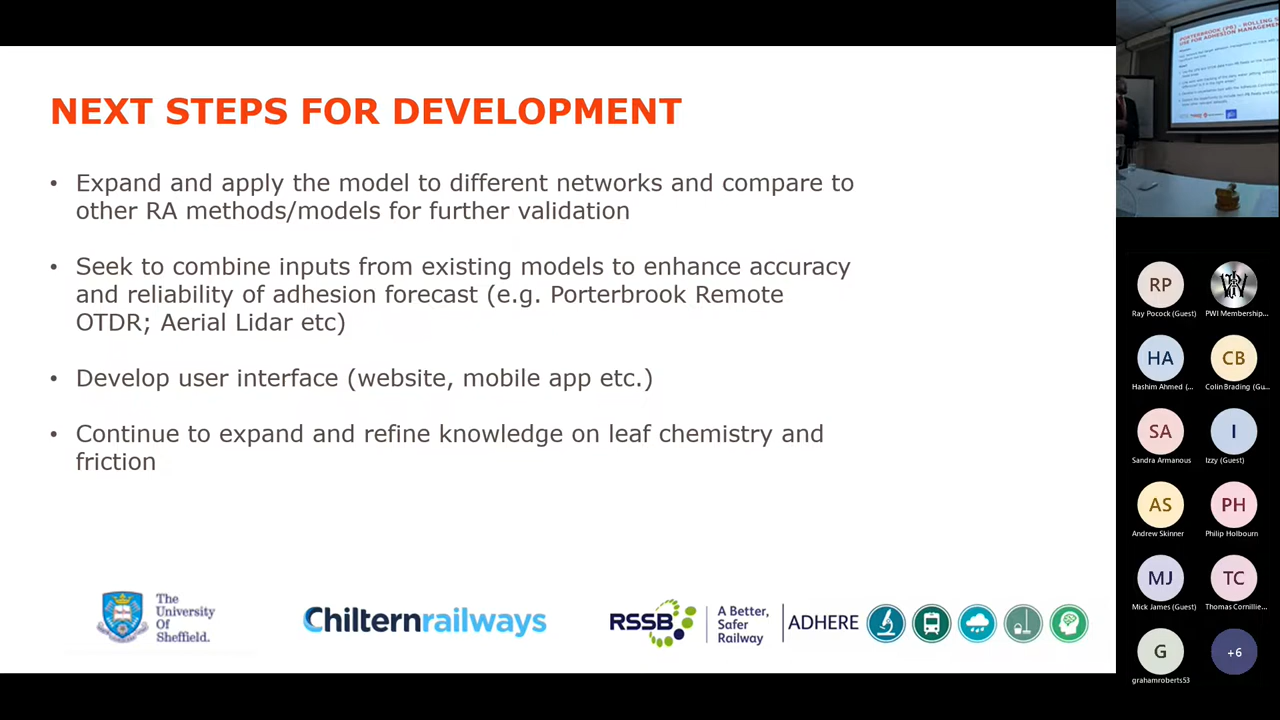 NEXT STEPS FOR DEVELOPMENT
• Expand and apply the model to different networks and compare to
other RA methods/models for further validation
• Seek to combine inputs from existing models to enhance accuracy
and reliability of adhesion forecast (e.g. Porterbrook Remote
OTDR; Aerial Lidar etc)
• Develop user interface (website, mobile app etc.)
• Continue to expand and refine knowledge on leaf chemistry and
friction
The
University
Of
Sheffield.
Chilternrailways
RSSB
A Better,
Safer
Railway
ADHERE
RP
Ray Pocock (Guest)
PWI Membership...
HA
Hashim Ahmed (...
CB
Colin Brading (Gu...
SA
Sandra Armanous
I
Izzy (Guest)
AS
Andrew Skinner
PH
Philip Holbourn
MJ
Mick James (Guest)
TC
Thomas Cornillie...
G
grahamroberts53
+6